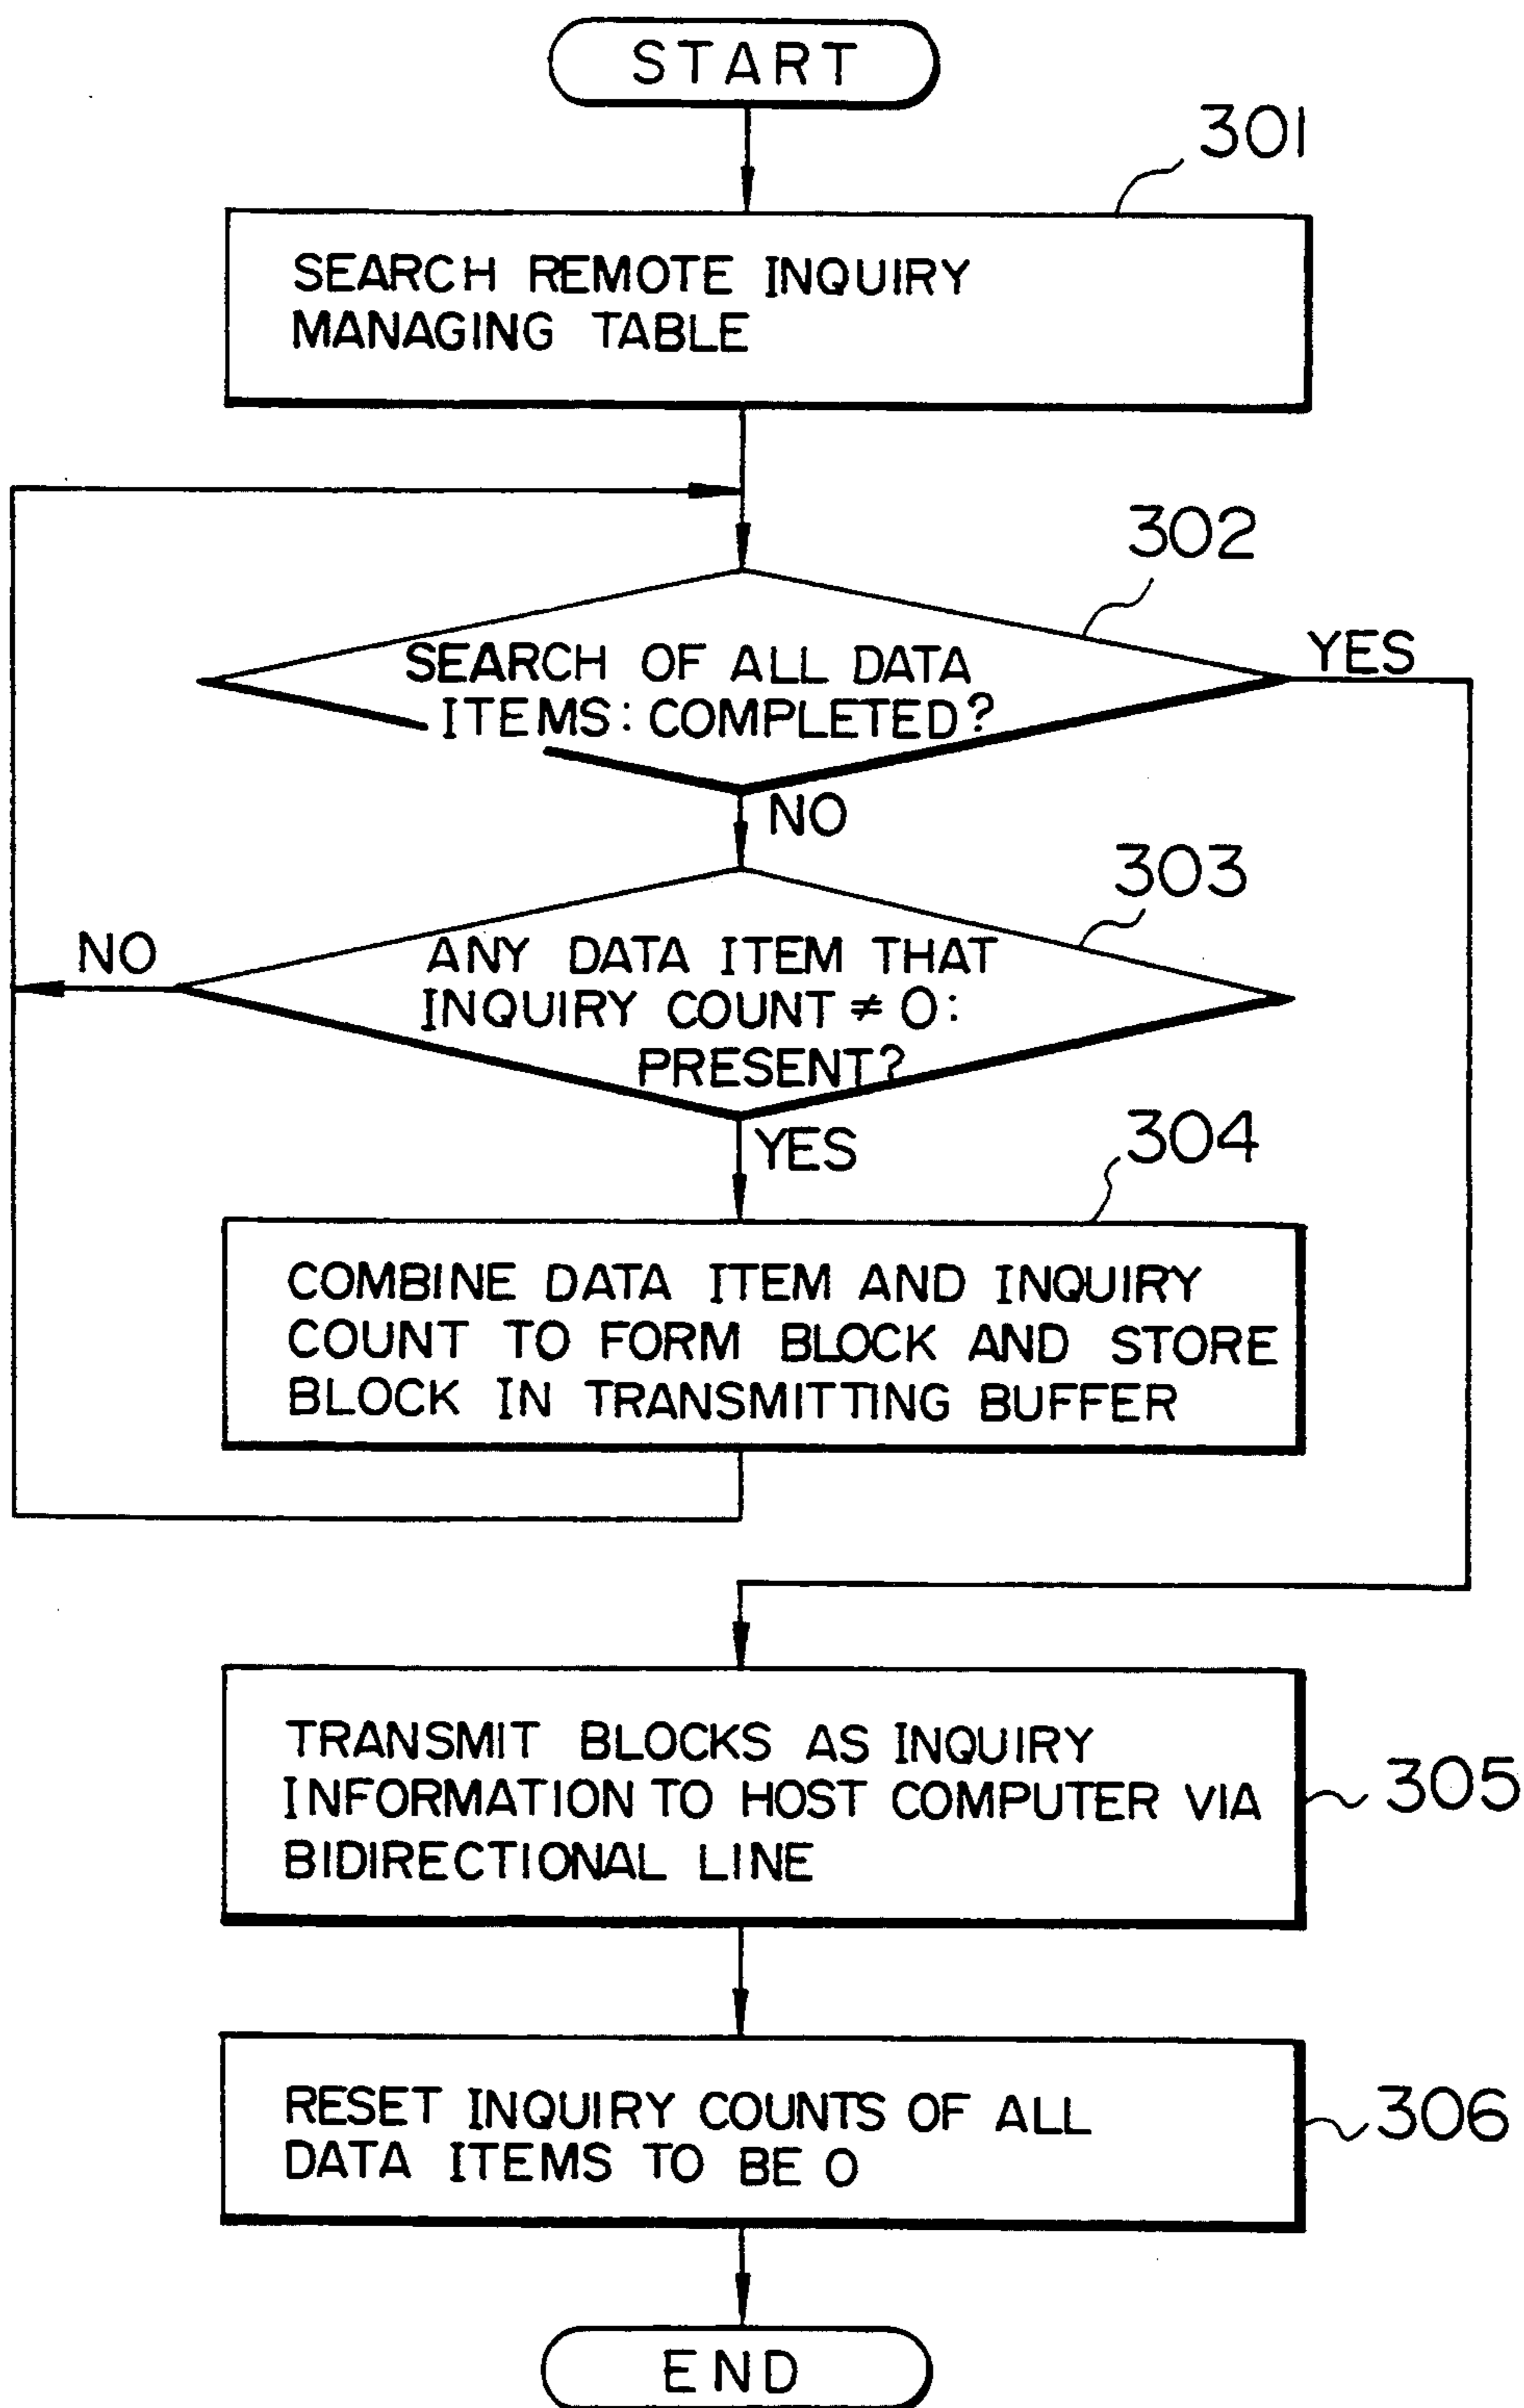 START
301
SEARCH REMOTE INQUIRY
MANAGING TABLE
302
SEARCH OF ALL DATA
ITEMS: COMPLETED?
YES
NO
303
ANY DATA ITEM THAT
INQUIRY COUNT ≠ 0:
PRESENT?
NO
YES
304
COMBINE DATA ITEM AND INQUIRY
COUNT TO FORM BLOCK AND STORE
BLOCK IN TRANSMITTING BUFFER
TRANSMIT BLOCKS AS INQUIRY
INFORMATION TO HOST COMPUTER VIA
BIDIRECTIONAL LINE
305
RESET INQUIRY COUNTS OF ALL
DATA ITEMS TO BE 0
306
END